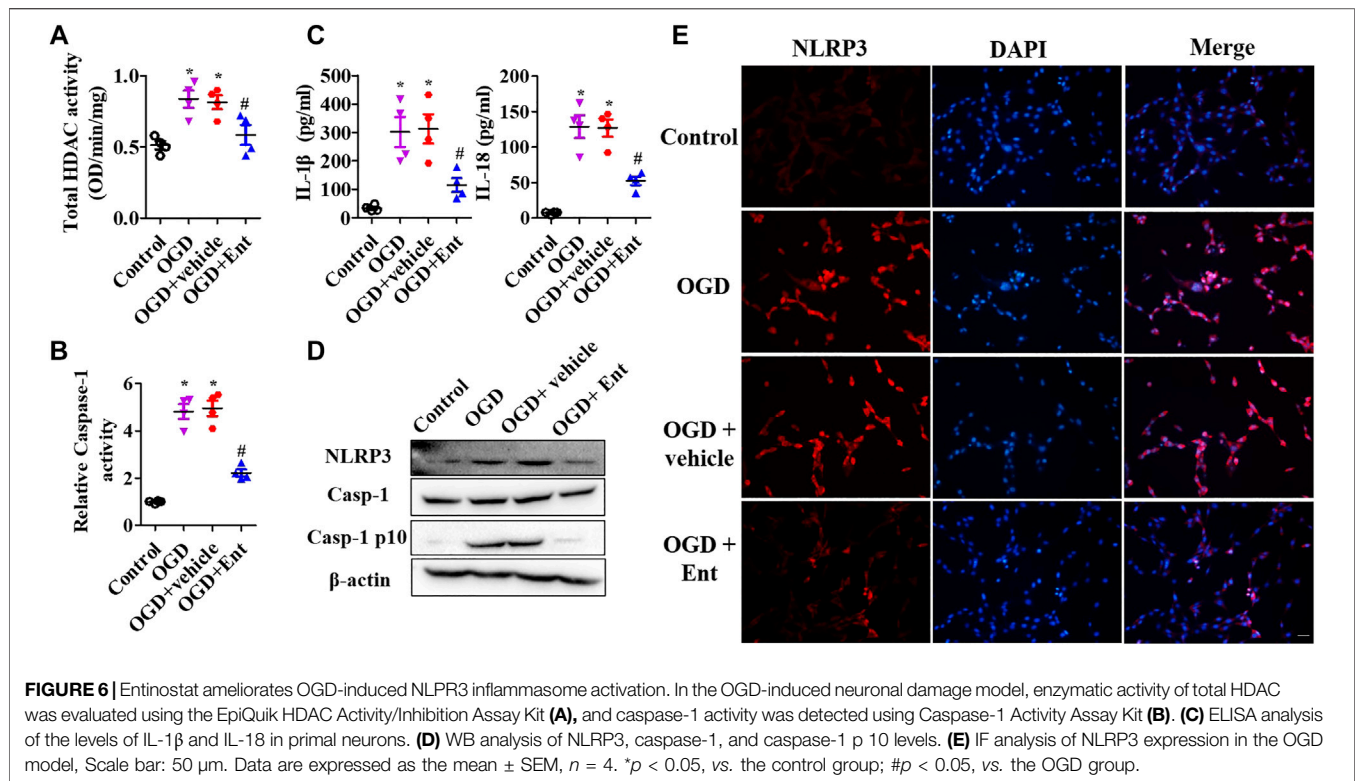 A
Total HDAC activity
(OD/min/mg)
1.0
0.5
0.0
*
*
#
Control
OGD
OGD+vehicle
OGD+Ent
C
IL-1β (pg/ml)
500
400
300
200
100
0
*
*
#
Control
OGD
OGD+vehicle
OGD+Ent
IL-18 (pg/ml)
200
150
100
50
0
*
*
#
Control
OGD
OGD+vehicle
OGD+Ent
B
Relative Caspase-1
activity
6
4
2
0
*
*
#
Control
OGD
OGD+vehicle
OGD+Ent
D
Control
OGD
OGD+ vehicle
OGD+ Ent
NLRP3
Casp-1
Casp-1 p10
β-actin
E
NLRP3 DAPI Merge
Control
OGD
OGD +
vehicle
OGD +
Ent
FIGURE 6 | Entinostat ameliorates OGD-induced NLPR3 inflammasome activation. In the OGD-induced neuronal damage model, enzymatic activity of total HDAC
was evaluated using the EpiQuik HDAC Activity/Inhibition Assay Kit (A), and caspase-1 activity was detected using Caspase-1 Activity Assay Kit (B). (C) ELISA analysis
of the levels of IL-1β and IL-18 in primal neurons. (D) WB analysis of NLRP3, caspase-1, and caspase-1 p 10 levels. (E) IF analysis of NLRP3 expression in the OGD
model, Scale bar: 50 μm. Data are expressed as the mean ± SEM, n = 4. *p < 0.05, vs. the control group; #p < 0.05, vs. the OGD group.